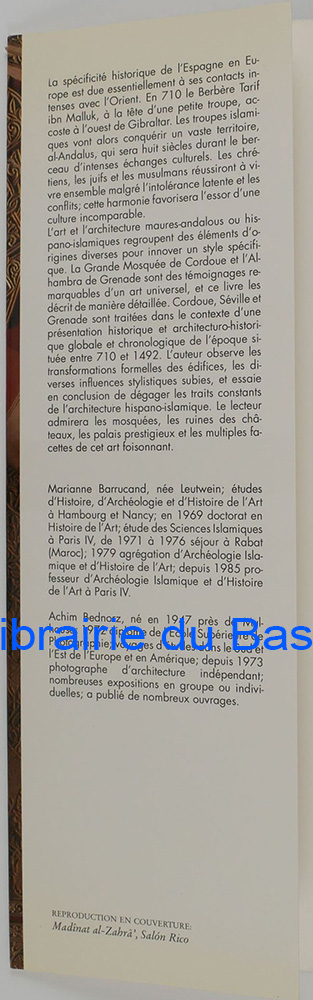 La spécificité historique de l'Espagne en Eu-
rope est due essentiellement à ses contacts in-
tenses avec l'Orient. En 710 le Berbère Tarif
ibn Malluk, à la tête d'une petite troupe, ac-
coste à l'ouest de Gibraltar. Les troupes islami-
ques vont alors conquérir un vaste territoire,
al-Andalus, qui sera huit siècles durant le ber-
ceau d'intenses échanges culturels. Les chré-
tiens, les juifs et les musulmans réussiront à vi-
vre ensemble malgré l'intolérance latente et les
conflits; cette harmonie favorisera l'essor d'une
culture incomparable.
L'art et l'architecture maures-andalous ou his-
pano-islamiques regroupent des éléments d'o-
rigines diverses pour innover un style spécifi-
que. La Grande Mosquée de Cordoue et l'Al-
hambra de Grenade sont des témoignages re-
marquables d'un art universel, et ce livre les
décrit de manière détaillée. Cordoue, Séville et
Grenade sont traitées dans le contexte d'une
présentation historique et architecturo-histori-
que globale et chronologique de l'époque si-
tuée entre 710 et 1492. L'auteur observe les
transformations formelles des édifices, les di-
verses influences stylistiques subies, et essaie
en conclusion de dégager les traits constants
de l'architecture hispano-islamique. Le lecteur
admirera les mosquées, les ruines des châ-
teaux, les palais prestigieux et les multiples fa-
cettes de cet art foisonnant.
Marianne Barrucand, née Leutwein; études
d'Histoire, d'Archéologie et d'Histoire de l'Art
à Hambourg et Nancy; en 1969 doctorat en
Histoire de l'Art; étude des Sciences Islamiques
à Paris IV, de 1971 à 1976 séjour à Rabat
(Maroc); 1979 agrégation d'Archéologie Isla-
mique et d'Histoire de l'Art; depuis 1985 pro-
fesseur d'Archéologie Islamique et d'Histoire
de l'Art à Paris IV.
Achim Bednorz, né en 1947 près de
librairie du Bas
l'Est de l'Europe et en Amérique; depuis 1973
photographe d'architecture indépendant;
nombreuses expositions en groupe ou indivi-
duelles; a publié de nombreux ouvrages.
REPRODUCTION EN COUVERTURE:
Madinat al-Zahrâ', Salón Rico